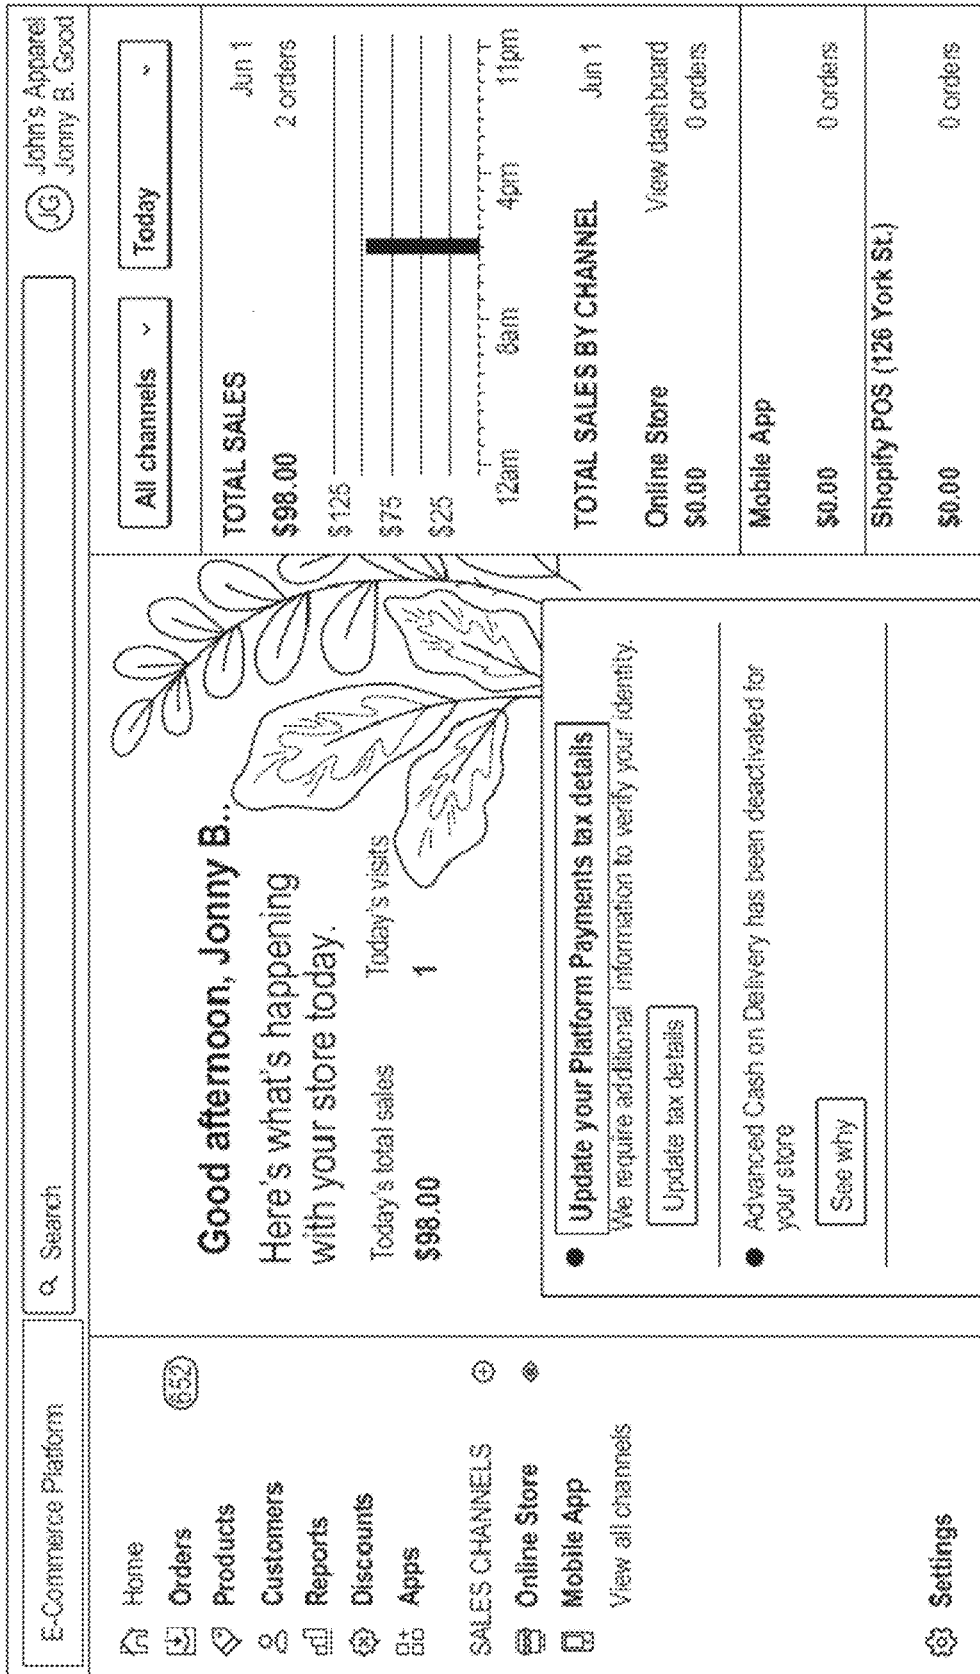 E-Commerce Platform
Search
JG
John's Apparel
Jonny B. Good
Home
Orders
652
Products
Customers
Reports
Discounts
Apps
SALES CHANNELS
Online Store
Mobile App
View all channels
Settings
Good afternoon, Jonny B..
Here's what's happening
with your store today.
Today's total sales
Today's visits
$98.00
1
Update your Platform Payments tax details
We require additional information to verify your identity.
Update tax details
Advanced Cash on Delivery has been deactivated for
your store
See why
All channels
Today
TOTAL SALES
Jun 1
$98.00
2 orders
$125
$75
$25
12am
8am
4pm
11pm
TOTAL SALES BY CHANNEL
Jun 1
View dashboard
Online Store
$0.00
0 orders
Mobile App
$0.00
0 orders
Shopify POS (126 York St.)
$0.00
0 orders